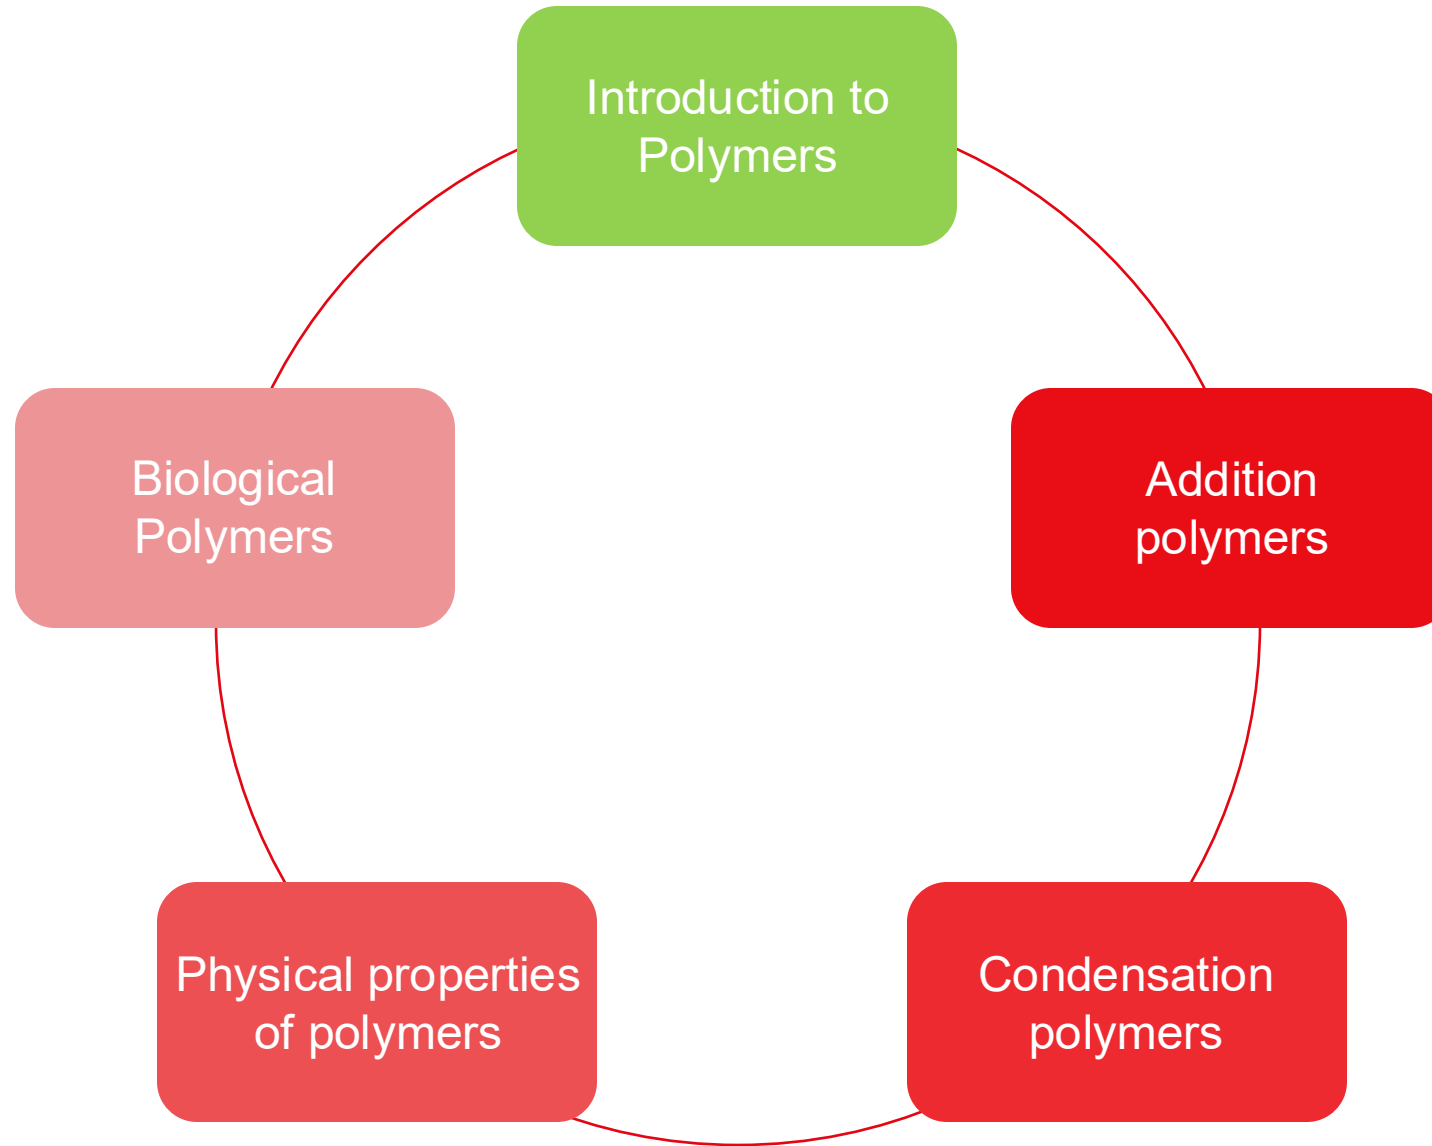 Introduction to
Polymers
Addition
polymers
Condensation
polymers
Physical properties
of polymers
Biological
Polymers